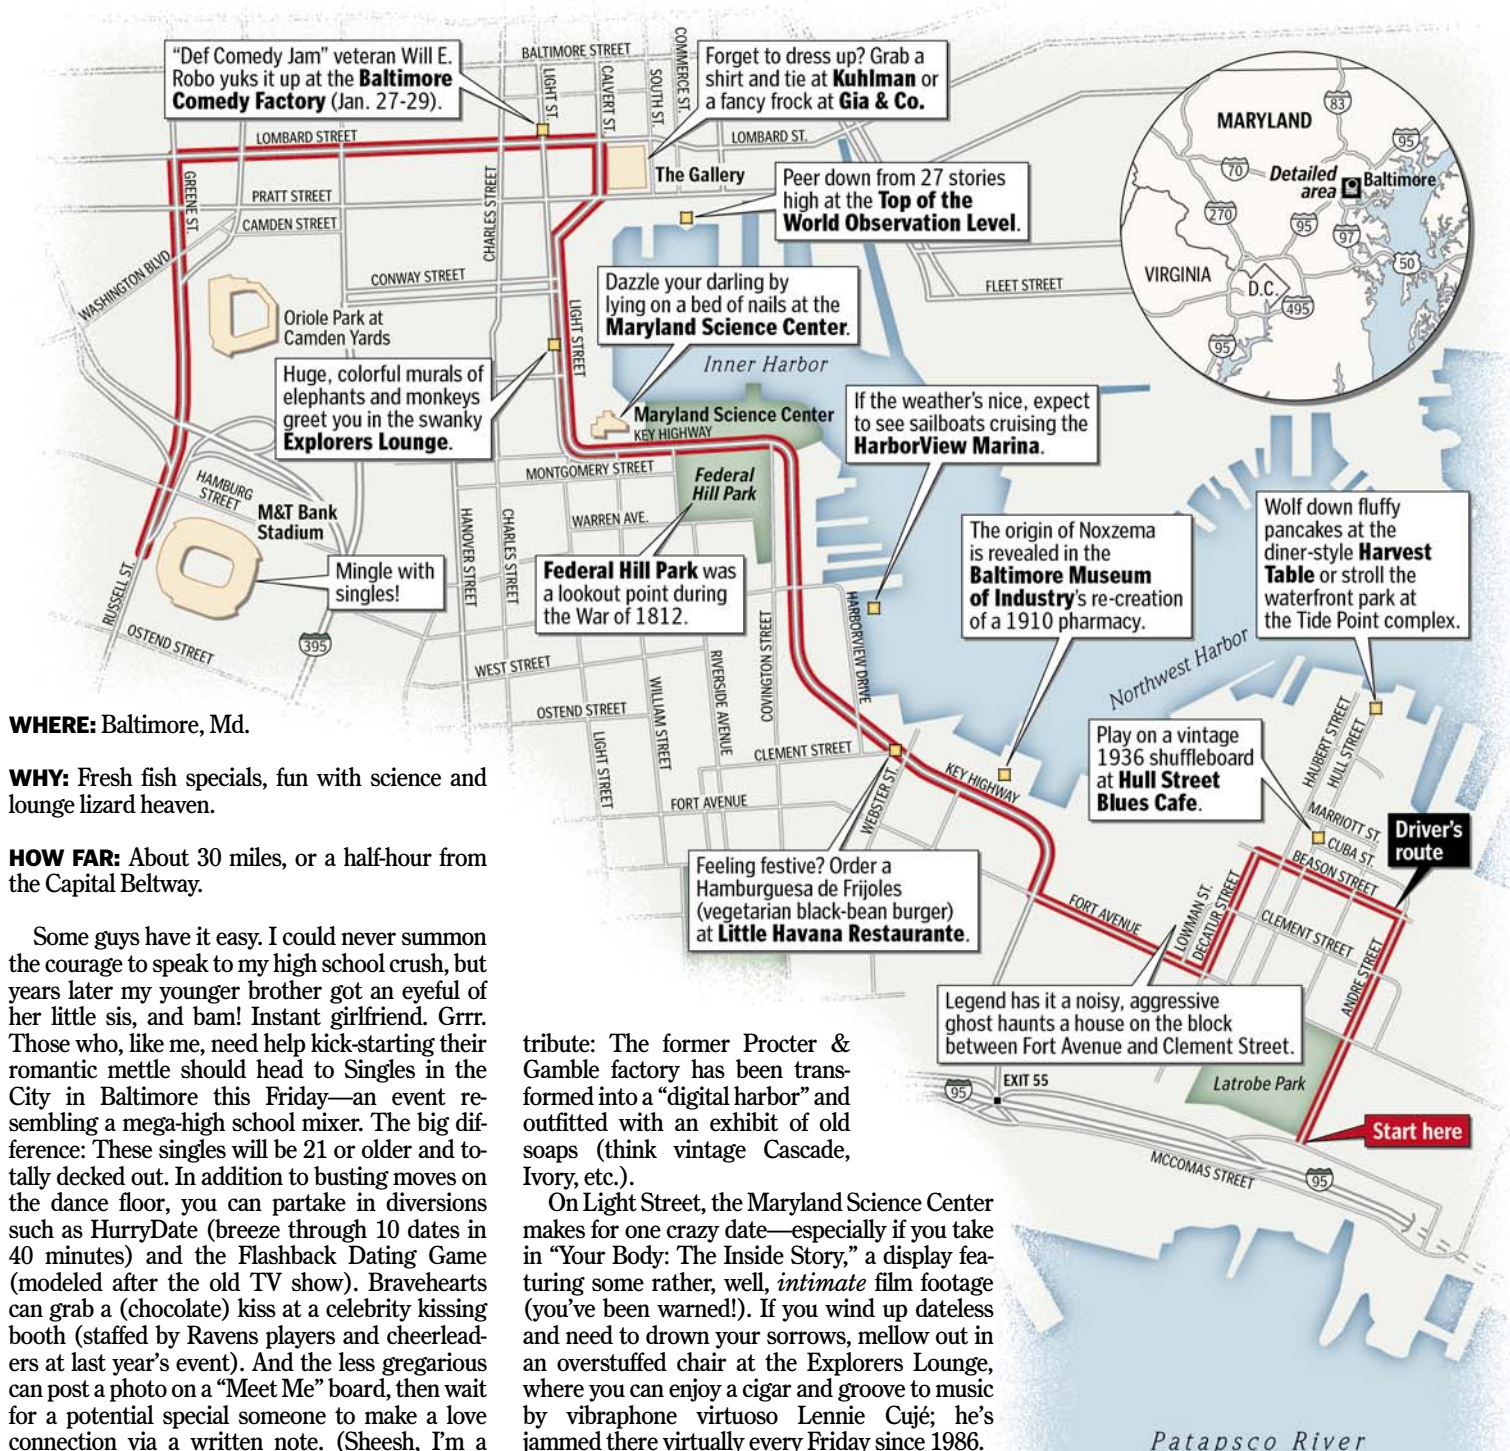 “Def Comedy Jam” veteran Will E.
Robo yuks it up at the Baltimore
Comedy Factory (Jan. 27-29).
BALTIMORE STREET
LIGHT ST.
CALVERT ST.
SOUTH ST.
COMMERCE ST.
Forget to dress up? Grab a
shirt and tie at Kuhlman or
a fancy frock at Gia & Co.
LOMBARD STREET
LOMBARD ST.
The Gallery
GREENE ST.
PRATT STREET
CAMDEN STREET
CHARLES STREET
WASHINGTON BLVD
CONWAY STREET
Peer down from 27 stories
high at the Top of the
World Observation Level.
FLEET STREET
MARYLAND
83
95
70
Detailed
area
Baltimore
270
95
97
50
VIRGINIA
D.C.
495
95
Dazzle your darling by
lying on a bed of nails at the
Maryland Science Center.
Oriole Park at
Camden Yards
LIGHT STREET
Inner Harbor
Huge, colorful murals of
elephants and monkeys
greet you in the swanky
Explorers Lounge.
Maryland Science Center
KEY HIGHWAY
If the weather’s nice, expect
to see sailboats cruising the
HarborView Marina.
MONTGOMERY STREET
Federal
Hill Park
HAMBURG
STREET
M&T Bank
Stadium
HANOVER STREET
CHARLES STREET
WARREN AVE.
Mingle with
singles!
Federal Hill Park was
a lookout point during
the War of 1812.
The origin of Noxzema
is revealed in the
Baltimore Museum
of Industry’s re-creation
of a 1910 pharmacy.
Wolf down fluffy
pancakes at the
diner-style Harvest
Table or stroll the
waterfront park at
the Tide Point complex.
RUSSELL ST.
OSTEND STREET
395
WEST STREET
OSTEND STREET
LIGHT STREET
WILLIAM STREET
RIVERSIDE AVENUE
COVINGTON STREET
HARBORVIEW DRIVE
Northwest Harbor
CLEMENT STREET
FORT AVENUE
WEBSTER ST.
KEY HIGHWAY
Play on a vintage
1936 shuffleboard
at Hull Street
Blues Cafe.
HAUBERT STREET
HULL STREET
MARRIOTT ST.
CUBA ST.
BEASON STREET
Driver’s
route
Feeling festive? Order a
Hamburguesa de Frijoles
(vegetarian black-bean burger)
at Little Havana Restaurante.
FORT AVENUE
LOWMAN ST.
DECATUR STREET
CLEMENT STREET
ANDRE STREET
Legend has it a noisy, aggressive
ghost haunts a house on the block
between Fort Avenue and Clement Street.
95
EXIT 55
Latrobe Park
Start here
MCCOMAS STREET
95
Patapsco River
WHERE: Baltimore, Md.
WHY: Fresh fish specials, fun with science and
lounge lizard heaven.
HOW FAR: About 30 miles, or a half-hour from
the Capital Beltway.
Some guys have it easy. I could never summon
the courage to speak to my high school crush, but
years later my younger brother got an eyeful of
her little sis, and bam! Instant girlfriend. Grrr.
Those who, like me, need help kick-starting their
romantic mettle should head to Singles in the
City in Baltimore this Friday—an event re-
sembling a mega-high school mixer. The big dif-
ference: These singles will be 21 or older and to-
tally decked out. In addition to busting moves on
the dance floor, you can partake in diversions
such as HurryDate (breeze through 10 dates in
40 minutes) and the Flashback Dating Game
(modeled after the old TV show). Bravehearts
can grab a (chocolate) kiss at a celebrity kissing
booth (staffed by Ravens players and cheerlead-
ers at last year’s event). And the less gregarious
can post a photo on a “Meet Me” board, then wait
for a potential special someone to make a love
connection via a written note. (Sheesh, I’m a
tribute: The former Procter &
Gamble factory has been trans-
formed into a “digital harbor” and
outfitted with an exhibit of old
soaps (think vintage Cascade,
Ivory, etc.).
On Light Street, the Maryland Science Center
makes for one crazy date—especially if you take
in “Your Body: The Inside Story,” a display fea-
turing some rather, well, intimate film footage
(you’ve been warned!). If you wind up dateless
and need to drown your sorrows, mellow out in
an overstuffed chair at the Explorers Lounge,
where you can enjoy a cigar and groove to music
by vibraphone virtuoso Lennie Cujé; he’s
jammed there virtually every Friday since 1986.